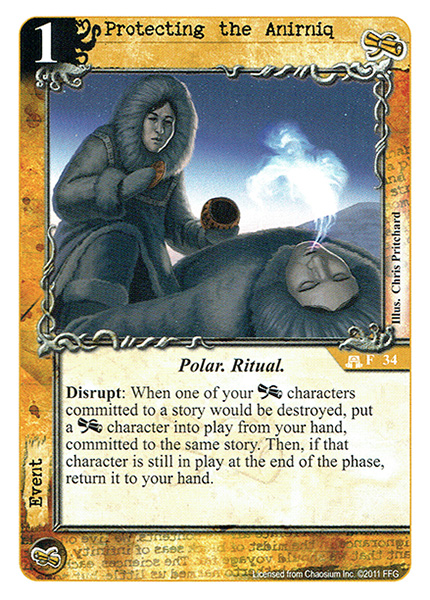 Protecting the Anirniq
1
Illus. Chris Pritchard
F 34
Polar. Ritual.
Disrupt: When one of your characters
committed to a story would be destroyed, put
a character into play from your hand,
committed to the same story. Then, if that
character is still in play at the end of the phase,
return it to your hand.
Event
Licensed from Chaosium Inc. ©2011 FFG